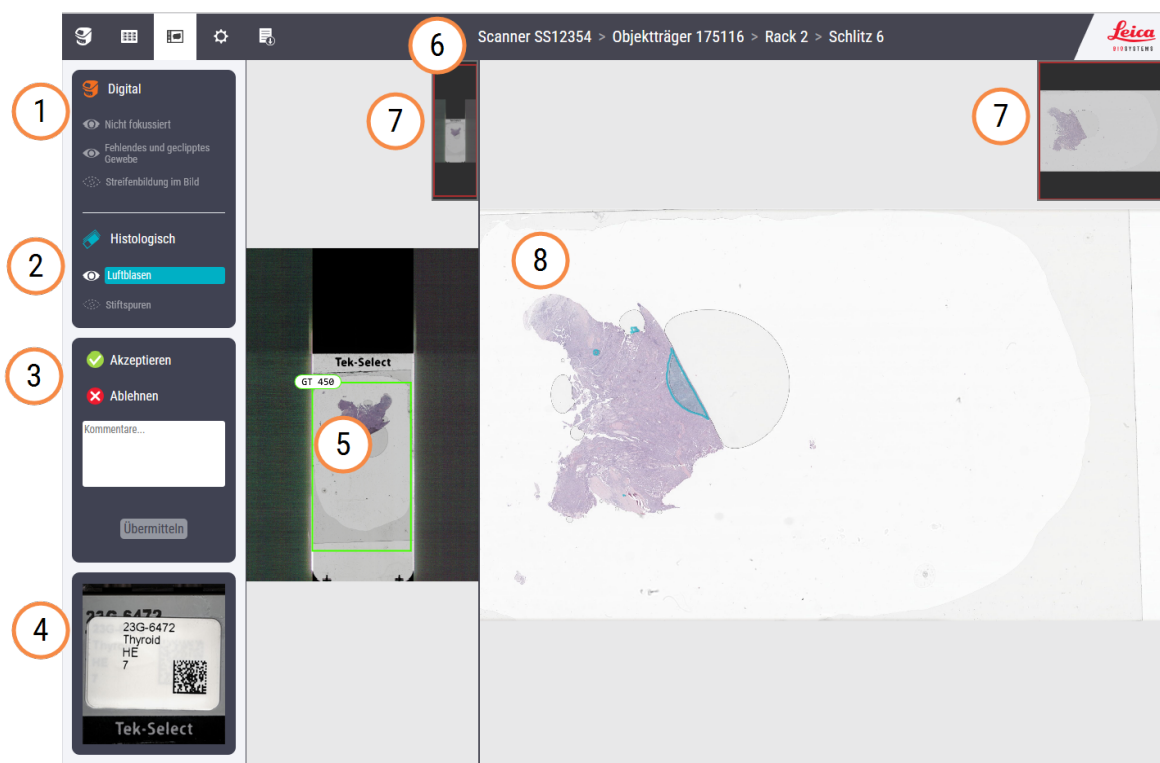 Scanner SS12354 > Objektträger 175116 > Rack 2 > Schlitz 6
Leica
BIOSYSTEMS
6
1
Digital
Nicht fokussiert
Fehlendes und geclipptes
Gewebe
Streifenbildung im Bild
2
Histologisch
Luftblasen
Stiftspuren
3
Akzeptieren
Ablehnen
Kommentare...
Übermitteln
4
23G-6472
23G-6472
Thyroid
HE
7
Tek-Select
7
Tek-Select
GT 450
5
7
8